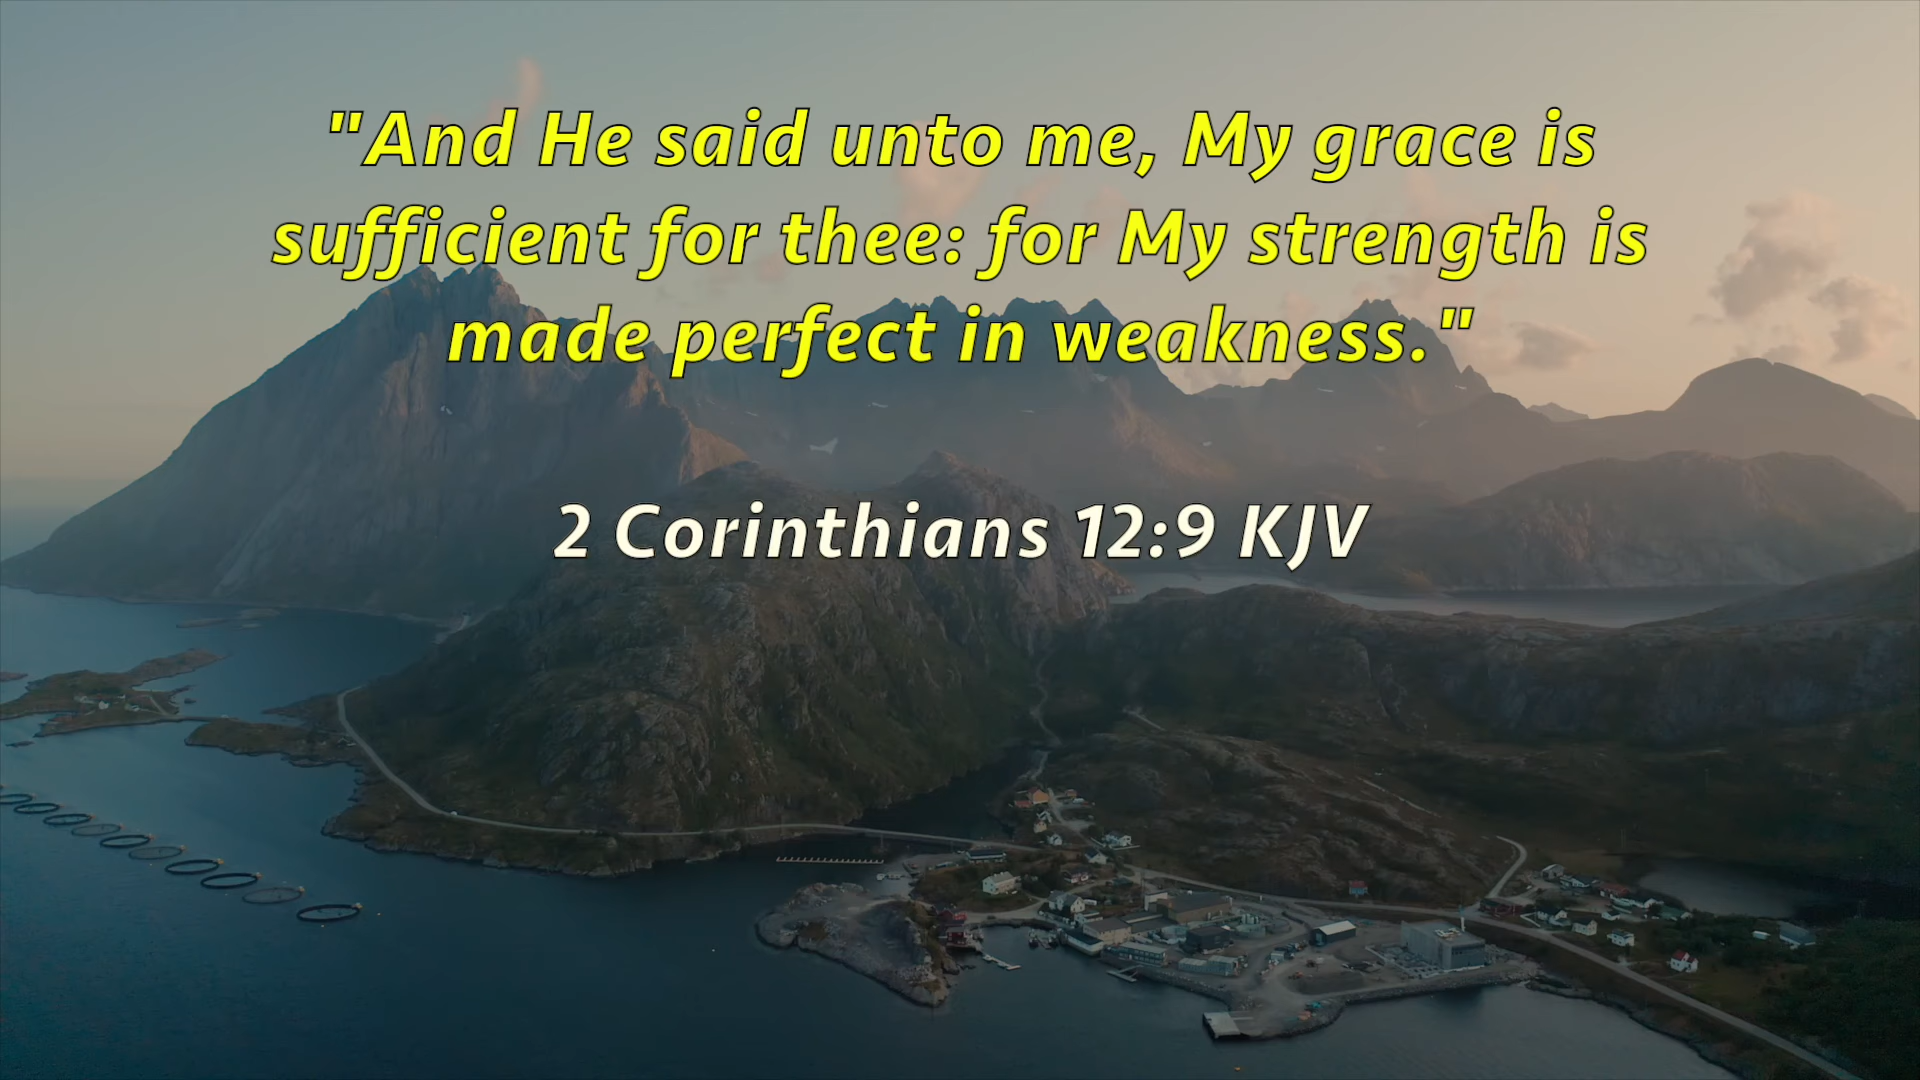 "And He said unto me, My grace is
sufficient for thee: for My strength is
made perfect in weakness."
2 Corinthians 12:9 KJV